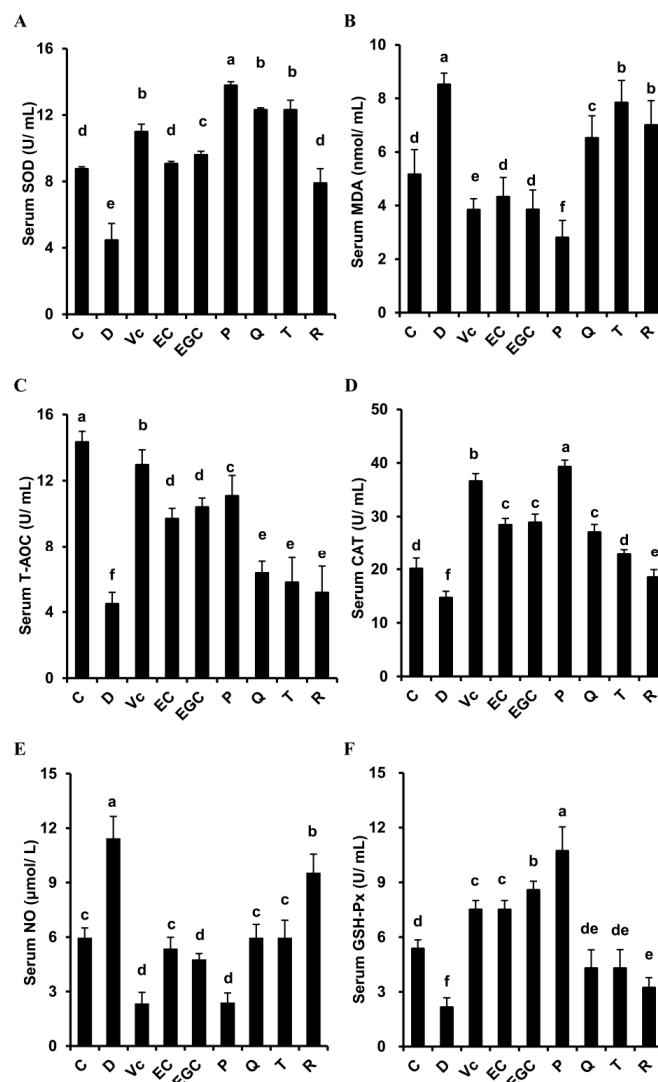 A
Serum SOD (U/ mL)
16
12
8
4
0
d e b d c a b b d
C D Vc EC EGC P Q T R
B
Serum MDA (nmol/ mL)
10
8
6
4
2
0
d a e d d f c b b
C D Vc EC EGC P Q T R
C
Serum T-AOC (U/ mL)
16
12
8
4
0
a f b d d c e e e
C D Vc EC EGC P Q T R
D
Serum CAT (U/ mL)
50
40
30
20
10
0
d f b c c a c d e
C D Vc EC EGC P Q T R
E
Serum NO (μmol/ L)
15
12
9
6
3
0
c a d c d d c c b
C D Vc EC EGC P Q T R
F
Serum GSH-Px (U/ mL)
15
12
9
6
3
0
d f c c b a de de e
C D Vc EC EGC P Q T R